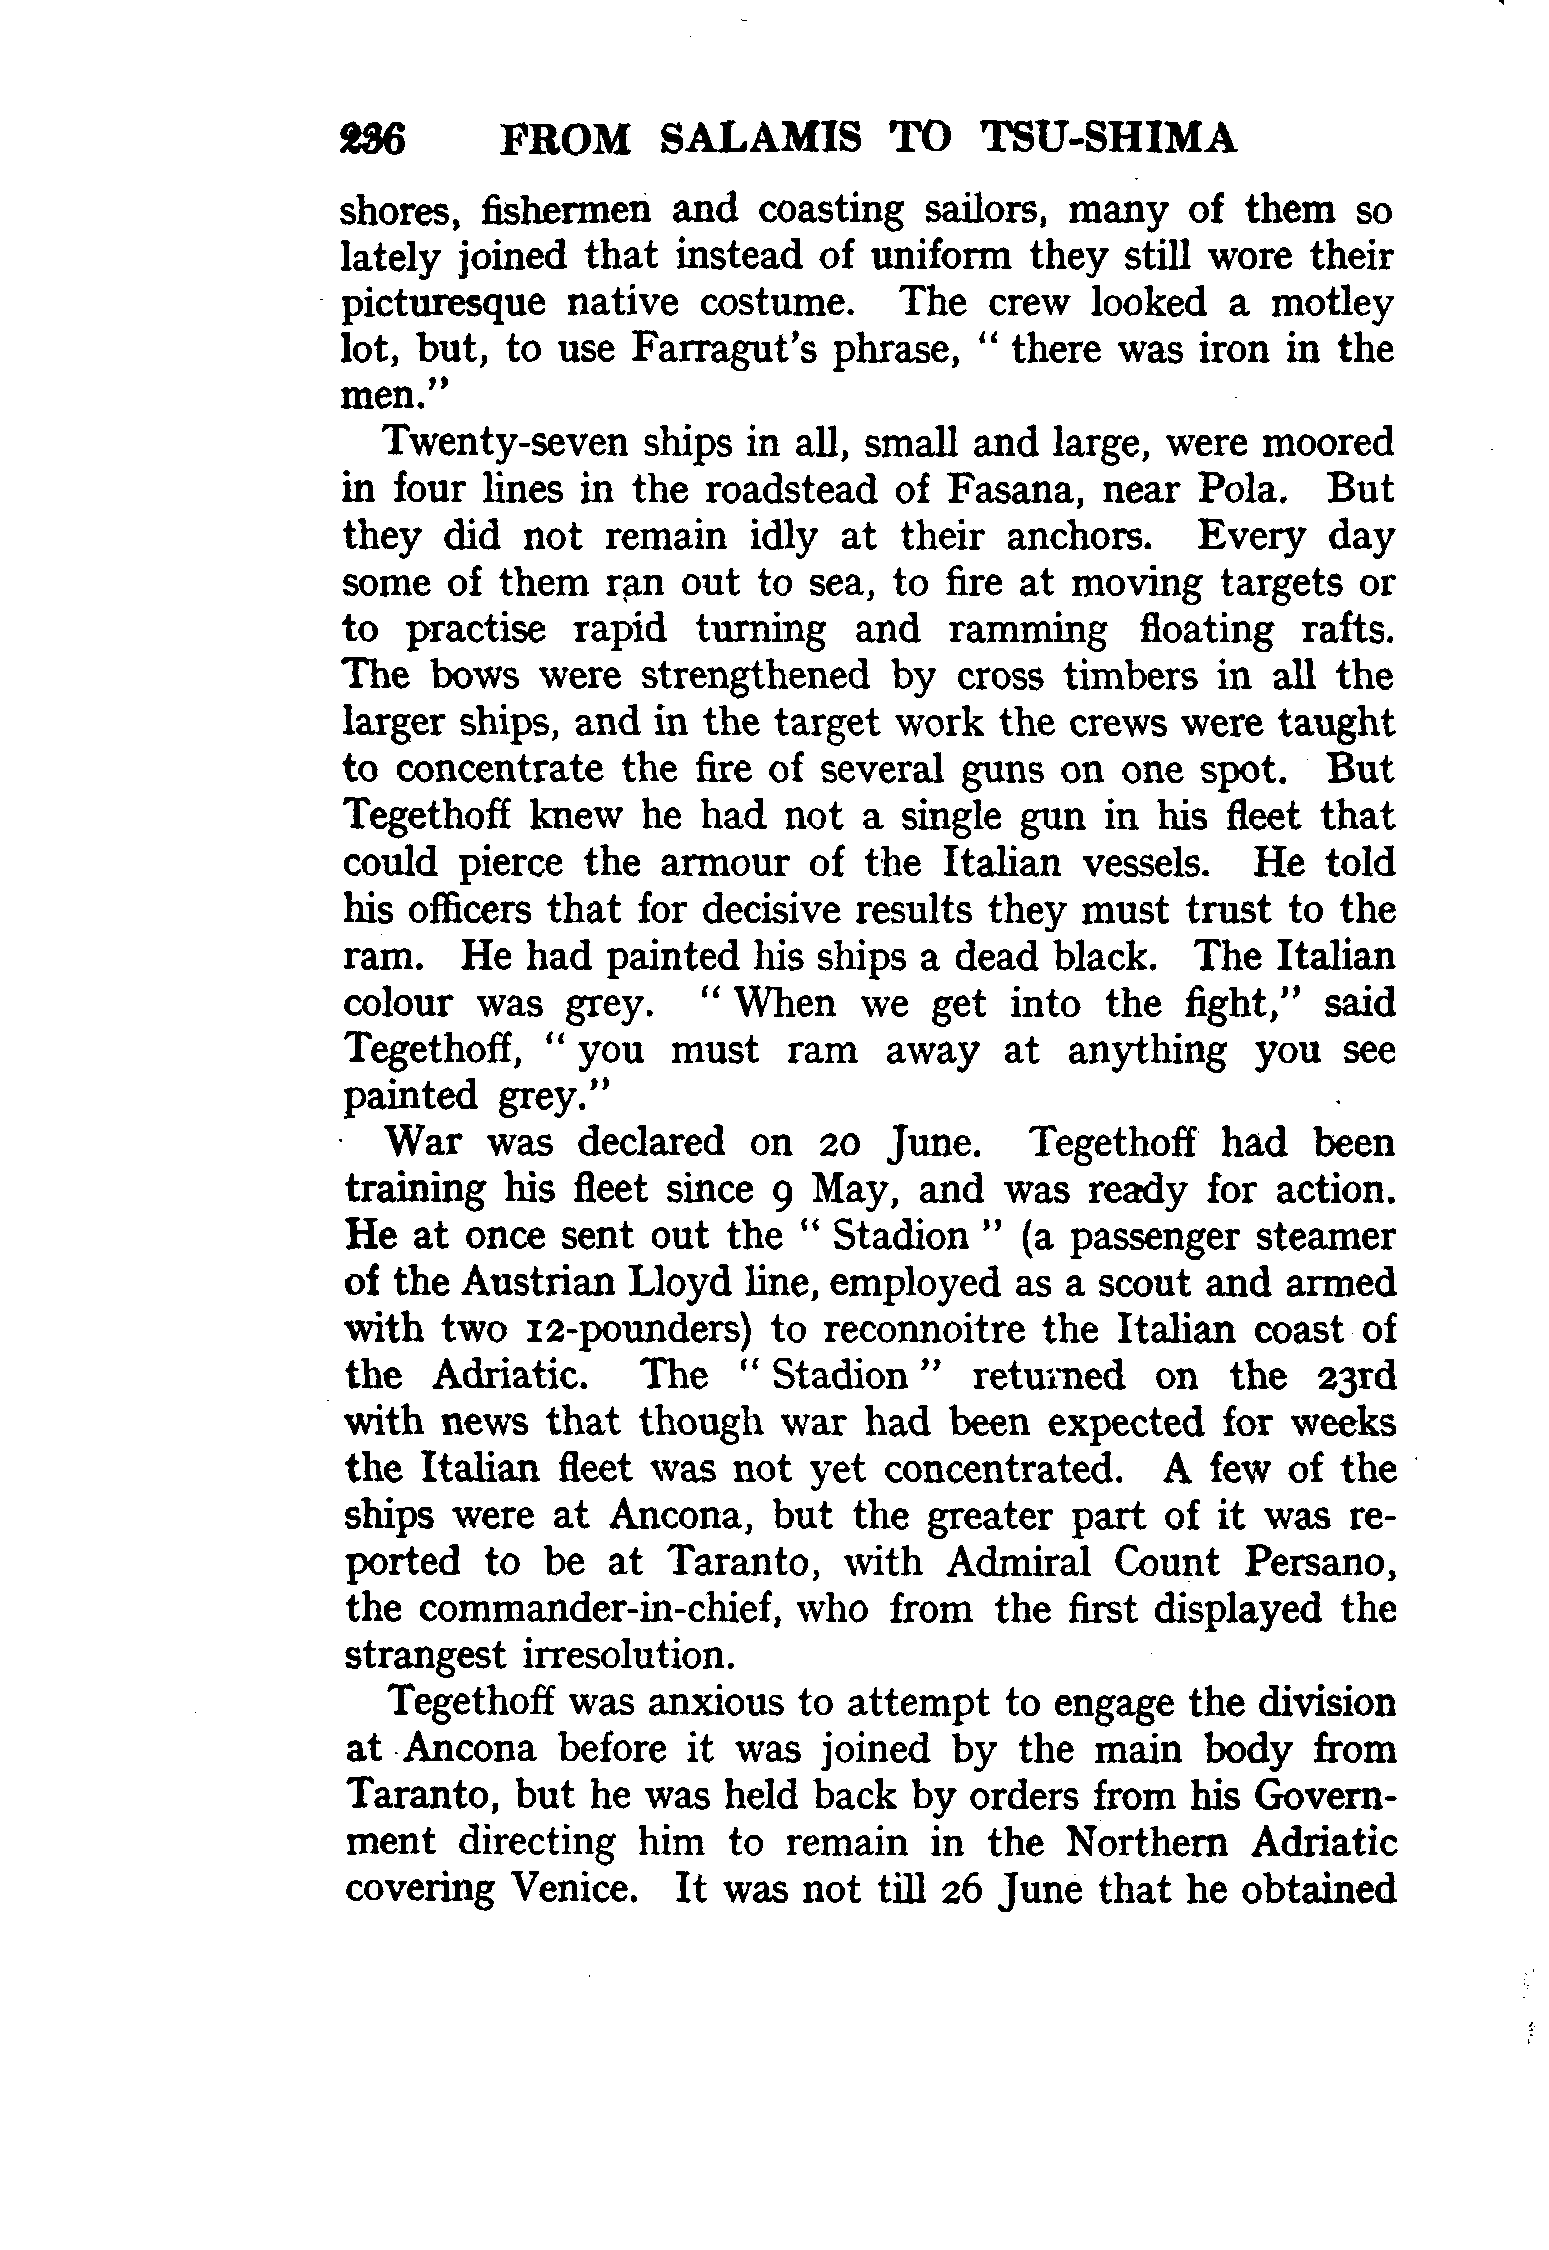 236 FROM SALAMIS TO TSU-SHIMA
shores, fishermen and coasting sailors, many of them so
lately joined that instead of uniform they still wore their
picturesque native costume. The crew looked a motley
lot, but, to use Farragut's phrase, " there was iron in the
men."
Twenty-seven ships in all, small and large, were moored
in four lines in the roadstead of Fasana, near Pola. But
they did not remain idly at their anchors. Every day
some of them ran out to sea, to fire at moving targets or
to practise rapid turning and ramming floating rafts.
The bows were strengthened by cross timbers in all the
larger ships, and in the target work the crews were taught
to concentrate the fire of several guns on one spot. But
Tegethoff knew he had not a single gun in his fleet that
could pierce the armour of the Italian vessels. He told
his officers that for decisive results they must trust to the
ram. He had painted his ships a dead black. The Italian
colour was grey. " When we get into the fight," said
Tegethoff, " you must ram away at anything you see
painted grey."
War was declared on 20 June. Tegethoff had been
training his fleet since 9 May, and was ready for action.
He at once sent out the " Stadion " (a passenger steamer
of the Austrian Lloyd line, employed as a scout and armed
with two 12-pounders) to reconnoitre the Italian coast of
the Adriatic. The " Stadion " returned on the 23rd
with news that though war had been expected for weeks
the Italian fleet was not yet concentrated. A few of the
ships were at Ancona, but the greater part of it was re-
ported to be at Taranto, with Admiral Count Persano,
the commander-in-chief, who from the first displayed the
strangest irresolution.
Tegethoff was anxious to attempt to engage the division
at Ancona before it was joined by the main body from
Taranto, but he was held back by orders from his Govern-
ment directing him to remain in the Northern Adriatic
covering Venice. It was not till 26 June that he obtained